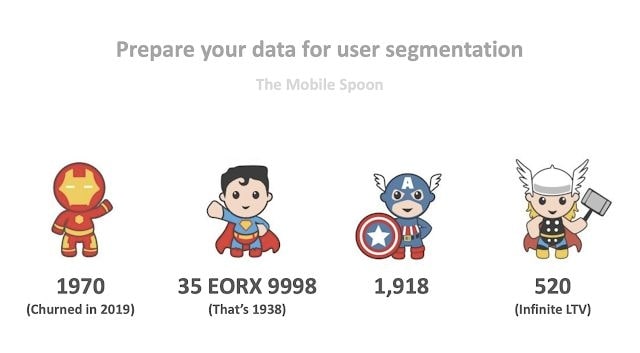 Prepare your data for user segmentation
The Mobile Spoon
A
1970 35 EORX 9998 1,918 520
(Churned in 2019) (That's 1938) (Infinite LTV)